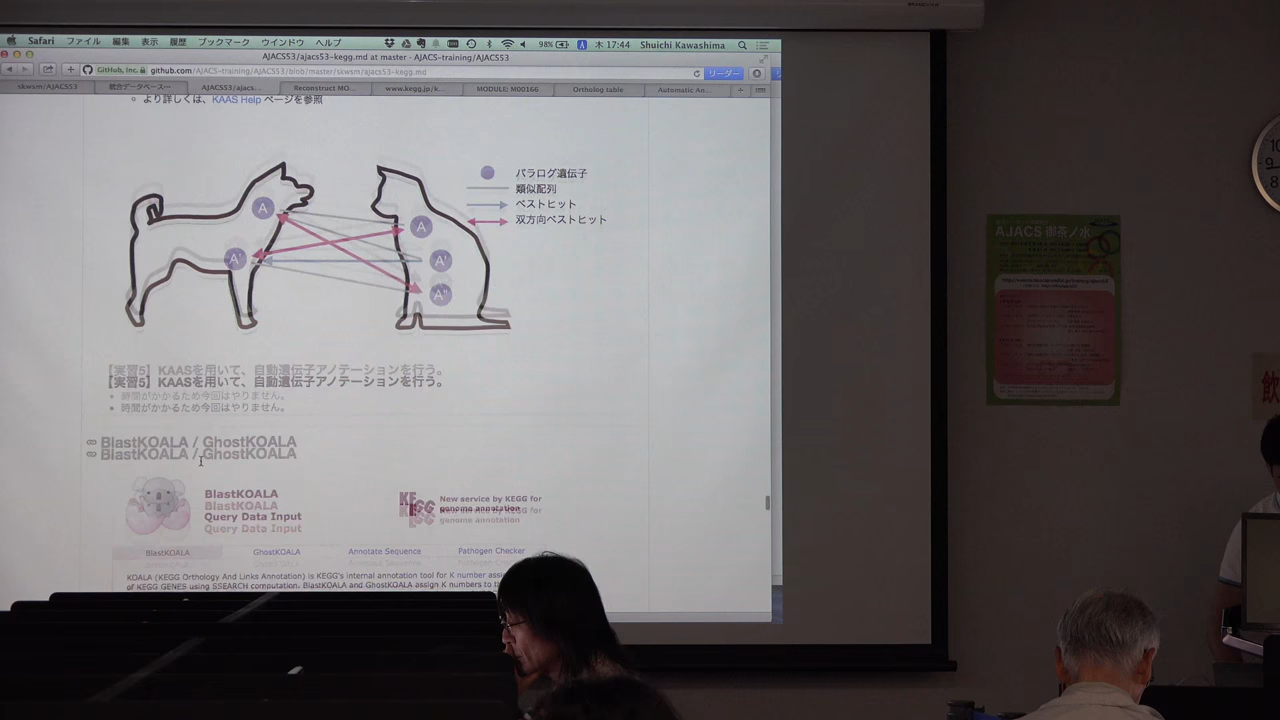 Safari ファイル 編集 表示 履歴 ブックマーク ウインドウ ヘルプ 98% A 木 17:44 Shuichi Kawashima
AJACS53/ajacs53-kegg.md at master · AJACS-training/AJACS53
GitHub, Inc. github.com/AJACS-training/AJACS53/blob/master/skwsm/ajacs53-kegg.md リーダー
skwsm/AJACS53 統合データベース… AJACS53/ajacs… Reconstruct MO… www.kegg.jp/k… MODULE: M00166 Ortholog table Automatic An…
より詳しくは、KAAS Help ページを参照
パラログ遺伝子
類似配列
ベストヒット
双方向ベストヒット
A
A'
A
A'
A"
【実習5】KAASを用いて、自動遺伝子アノテーションを行う。
時間がかかるため今回はやりません。
BlastKOALA / GhostKOALA
BlastKOALA
Query Data Input
KEGG
New service by KEGG for
genome annotation
BlastKOALA GhostKOALA Annotate Sequence Pathogen Checker
KOALA (KEGG Orthology And Links Annotation) is KEGG's internal annotation tool for K number
of KEGG GENES using SSEARCH computation. BlastKOALA and GhostKOALA assign K numbers to
AJACS 御茶ノ水
10
9
8
飲